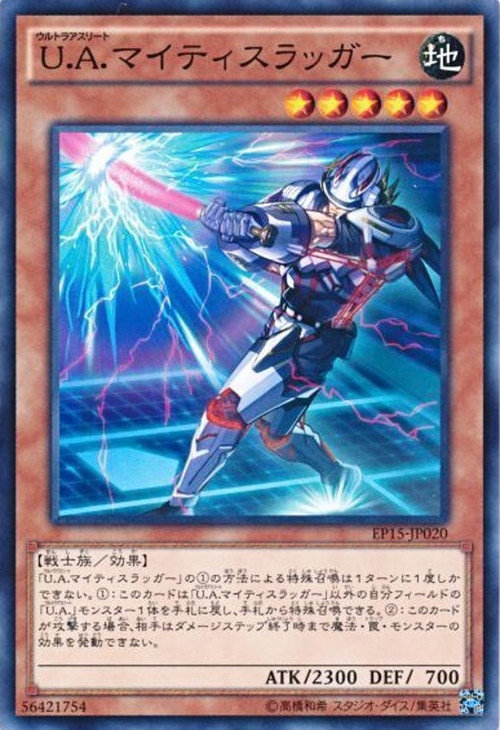 ウルトラアスリート
U.A.マイティスラッガー
ち
地
EP15-JP020
【戦士族／効果】
「U.A.マイティスラッガー」の①の方法による特殊召喚は1ターンに1度しか
できない。①：このカードは「U.A.マイティスラッガー」以外の自分フィールドの
「U.A.」モンスター1体を手札に戻し、手札から特殊召喚できる。②：このカード
が攻撃する場合、相手はダメージステップ終了時まで魔法・罠・モンスターの
効果を発動できない。
ATK/2300 DEF/ 700
56421754
©高橋和希 スタジオ・ダイス/集英社